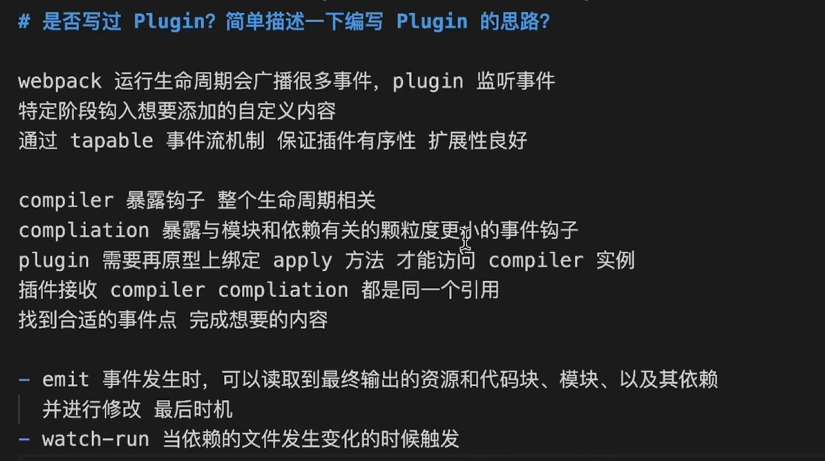 # 是否写过 Plugin？简单描述一下编写 Plugin 的思路？
webpack 运行生命周期会广播很多事件，plugin 监听事件
特定阶段钩入想要添加的自定义内容
通过 tapable 事件流机制 保证插件有序性 扩展性良好
compiler 暴露钩子 整个生命周期相关
compliation 暴露与模块和依赖有关的颗粒度更小的事件钩子
plugin 需要再原型上绑定 apply 方法 才能访问 compiler 实例
插件接收 compiler compliation 都是同一个引用
找到合适的事件点 完成想要的内容
- emit 事件发生时，可以读取到最终输出的资源和代码块、模块、以及其依赖
并进行修改 最后时机
- watch-run 当依赖的文件发生变化的时候触发